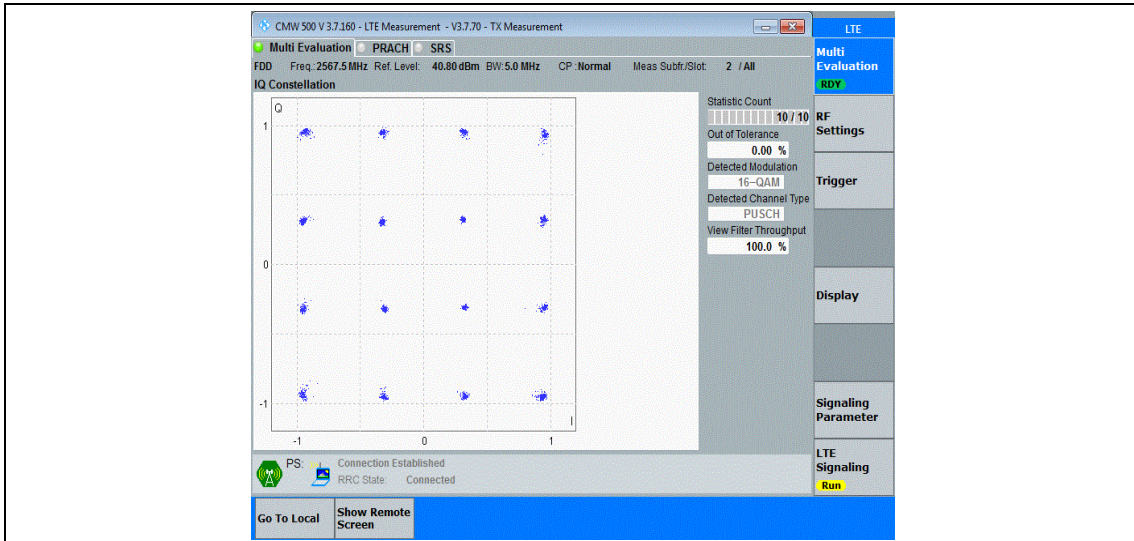 CMW 500 V 3.7.160 - LTE Measurement - V3.7.70 - TX Measurement
LTE
Multi Evaluation PRACH SRS
FDD Freq.:2567.5 MHz Ref. Level: 40.80 dBm BW:5.0 MHz CP :Normal Meas Subfr./Slot: 2 / All
IQ Constellation
Q
1
0
-1
-1 0 1
I
Statistic Count
10 / 10
Out of Tolerance
0.00 %
Detected Modulation
16-QAM
Detected Channel Type
PUSCH
View Filter Throughput
100.0 %
Multi
Evaluation
RDY
RF
Settings
Trigger
Display
Signaling
Parameter
LTE
Signaling
Run
PS: Connection Established
RRC State: Connected
Go To Local
Show Remote
Screen